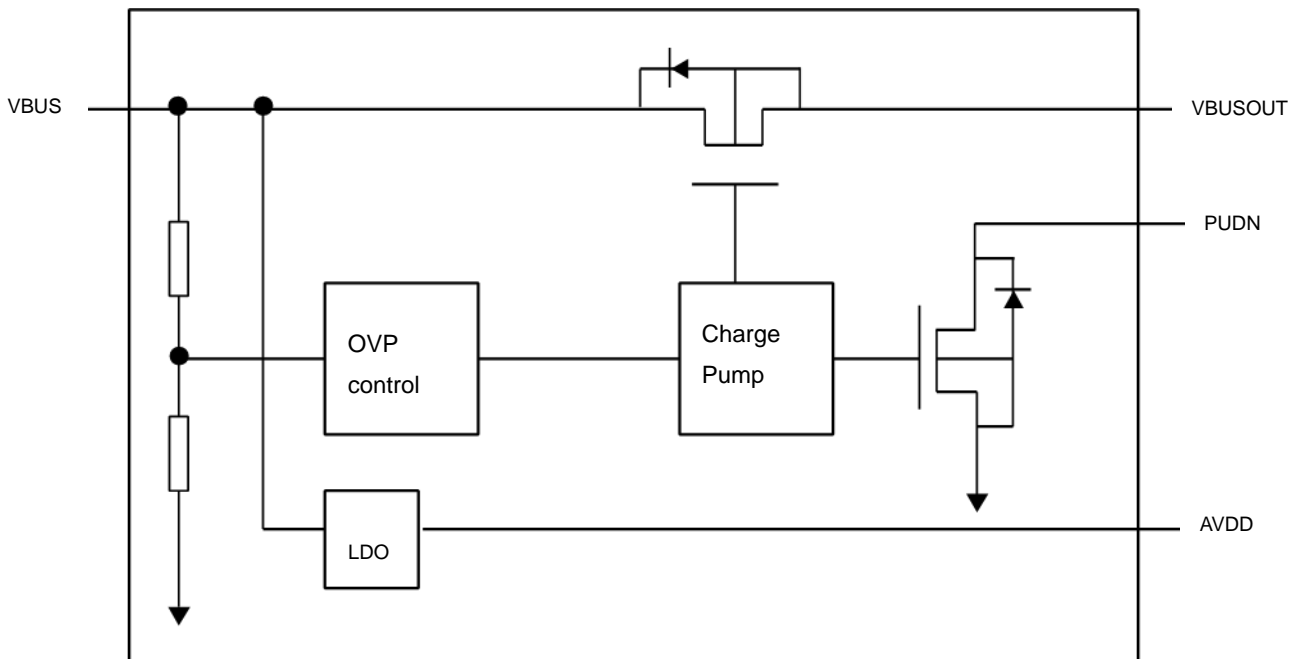 VBUS
VBUSOUT
PUDN
OVP
control
Charge
Pump
LDO
AVDD